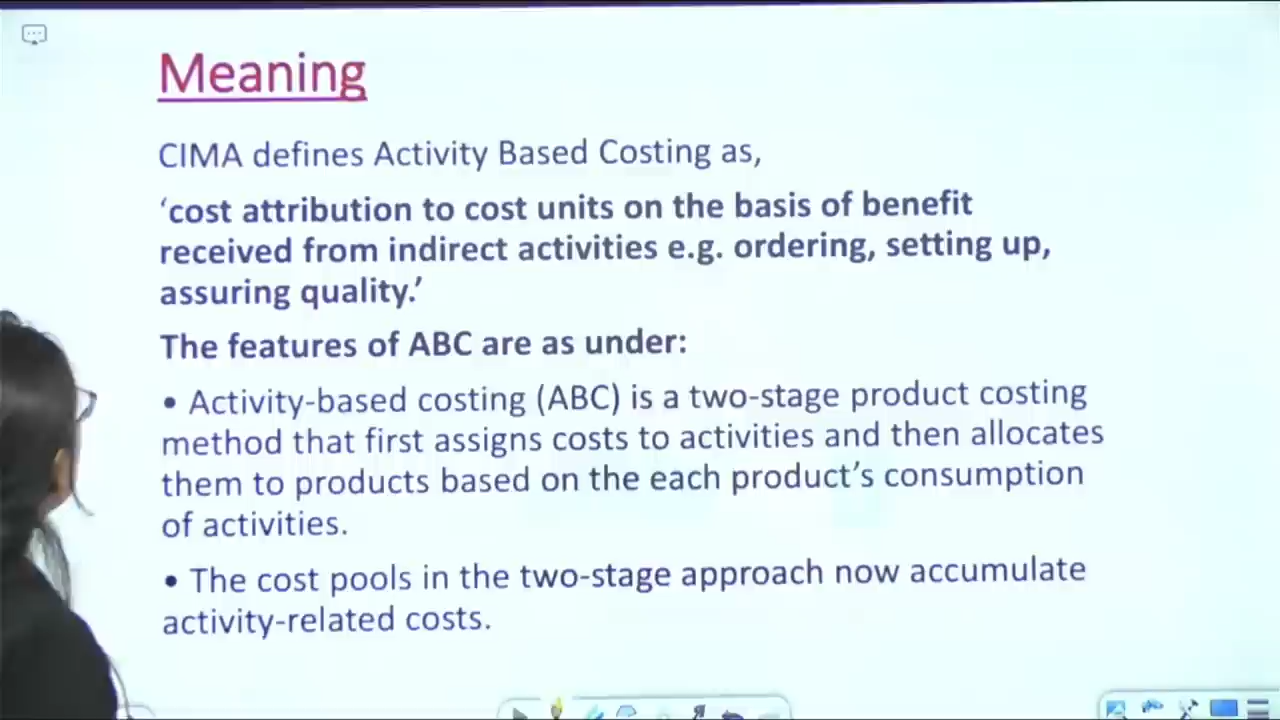 Meaning
CIMA defines Activity Based Costing as,
‘cost attribution to cost units on the basis of benefit
received from indirect activities e.g. ordering, setting up,
assuring quality.’
The features of ABC are as under:
• Activity-based costing (ABC) is a two-stage product costing
method that first assigns costs to activities and then allocates
them to products based on the each product’s consumption
of activities.
• The cost pools in the two-stage approach now accumulate
activity-related costs.